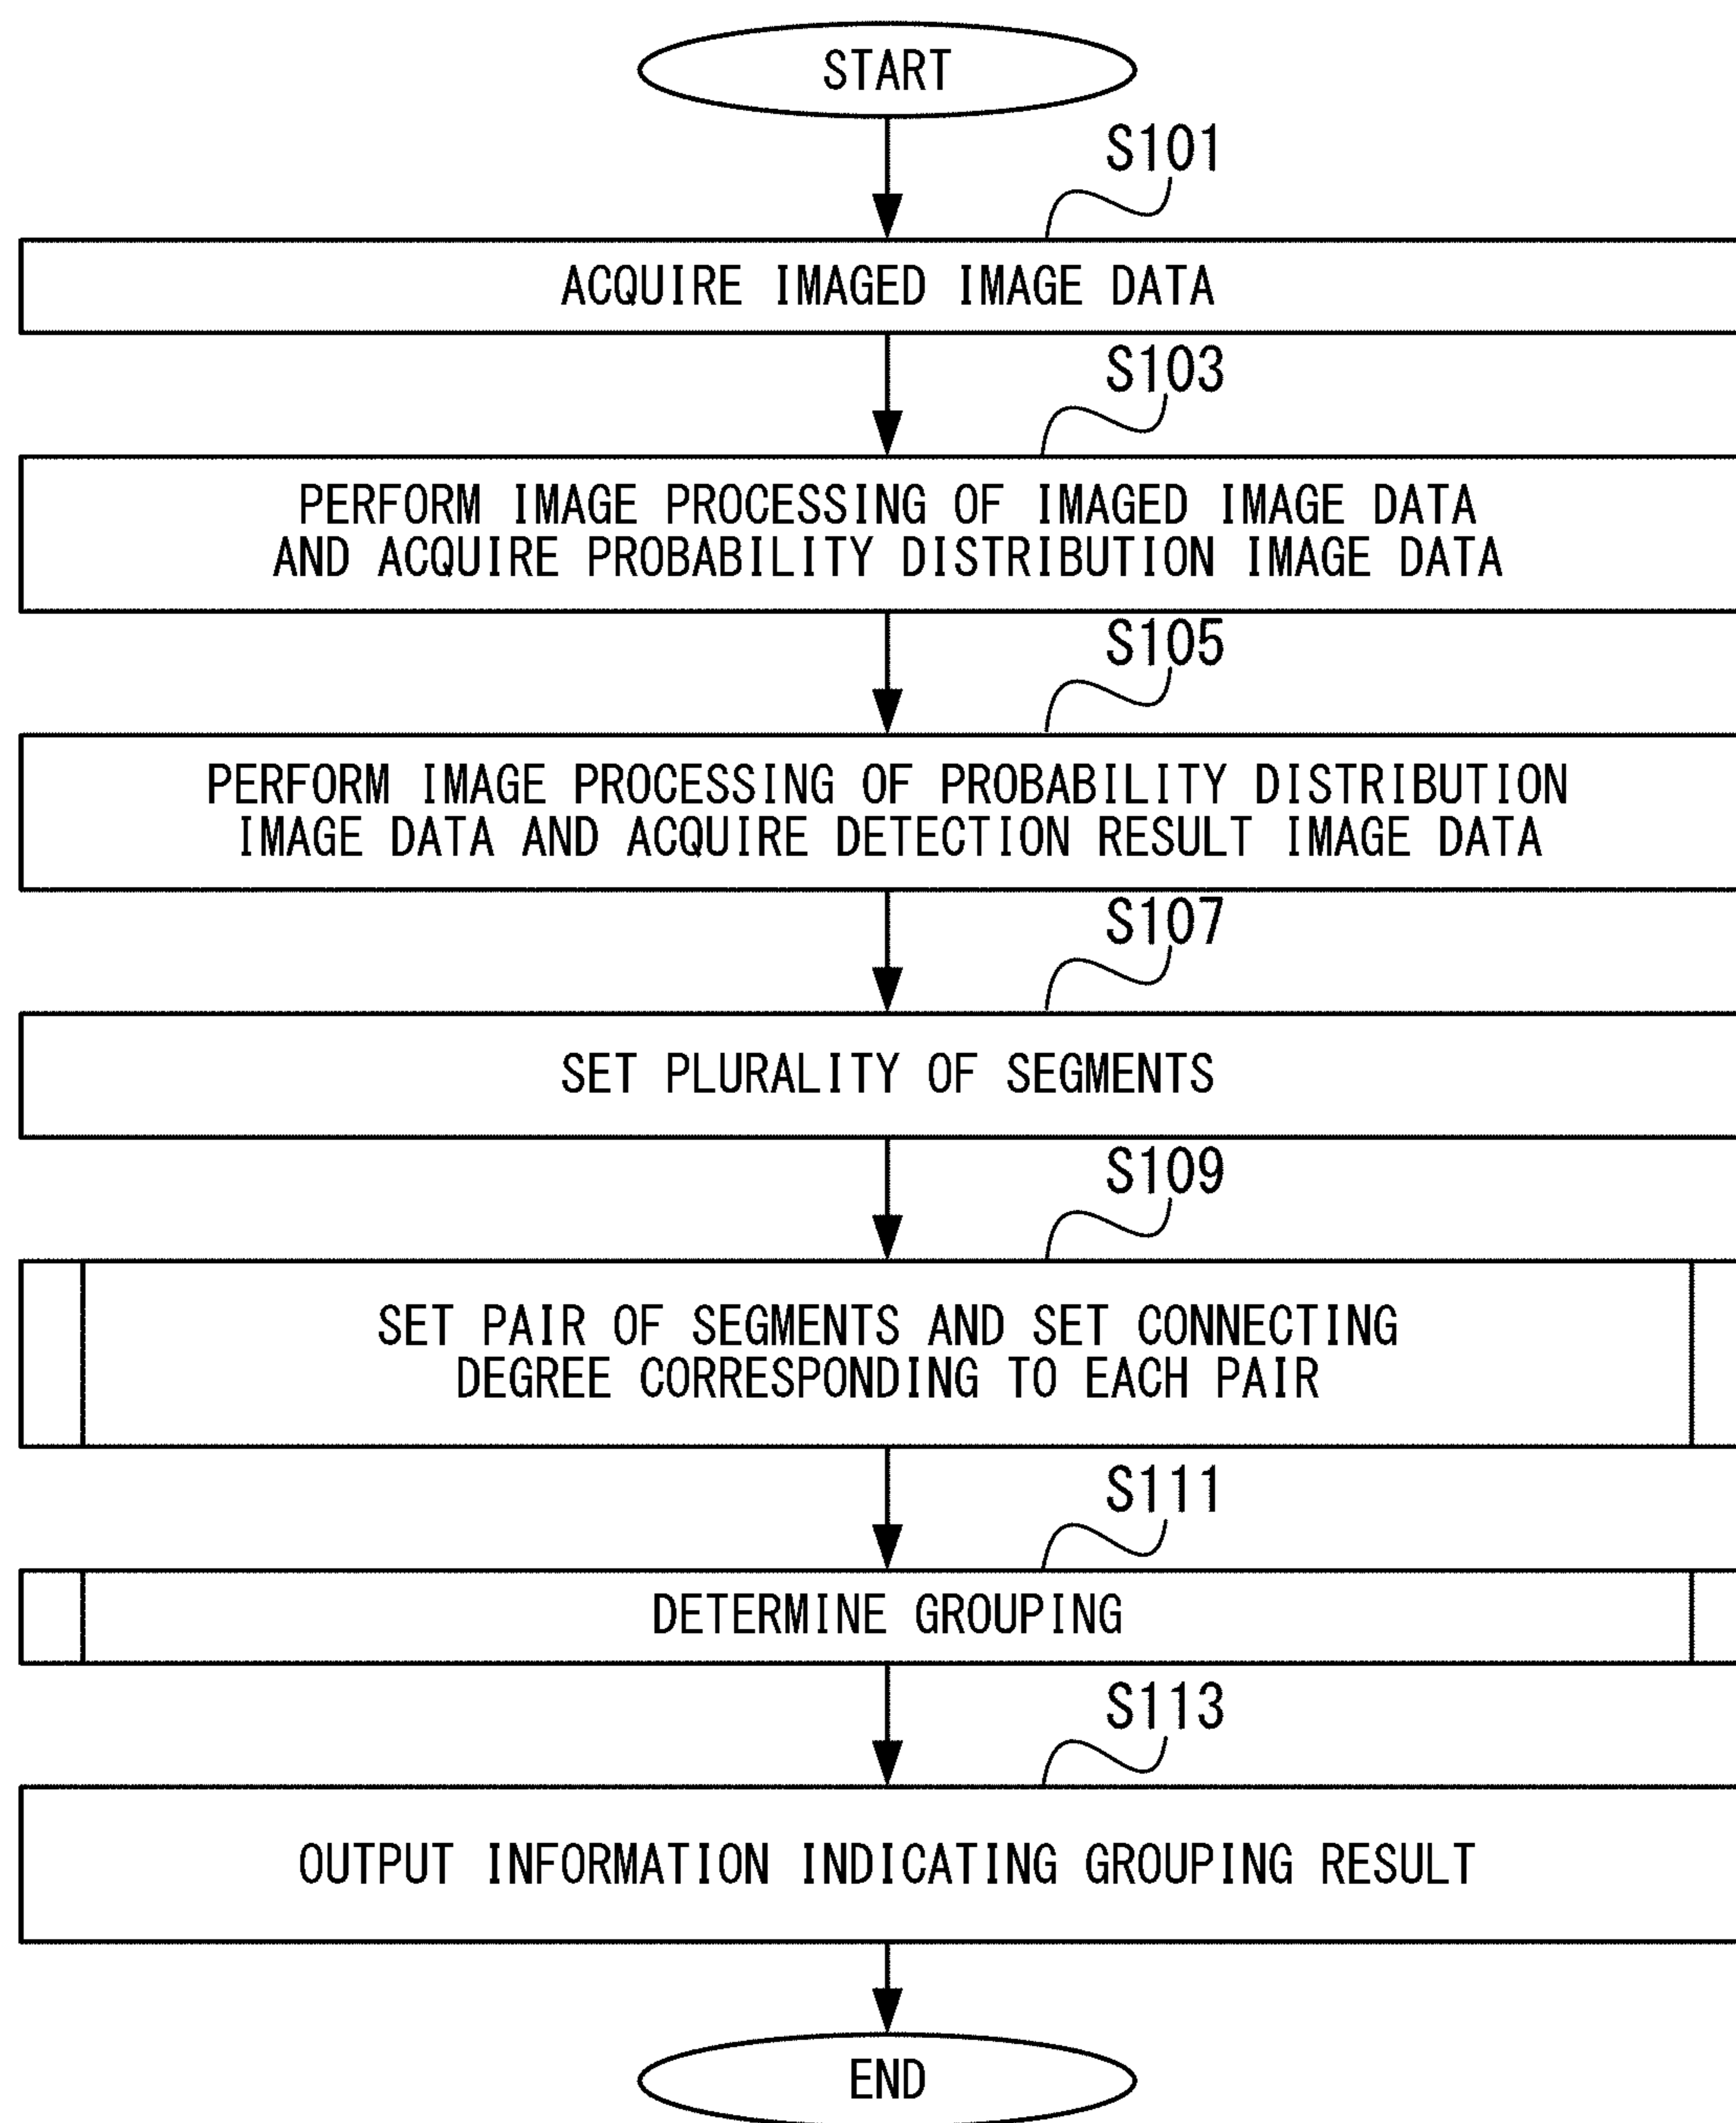 START
S101
ACQUIRE IMAGED IMAGE DATA
S103
PERFORM IMAGE PROCESSING OF IMAGED IMAGE DATA
AND ACQUIRE PROBABILITY DISTRIBUTION IMAGE DATA
S105
PERFORM IMAGE PROCESSING OF PROBABILITY DISTRIBUTION
IMAGE DATA AND ACQUIRE DETECTION RESULT IMAGE DATA
S107
SET PLURALITY OF SEGMENTS
S109
SET PAIR OF SEGMENTS AND SET CONNECTING
DEGREE CORRESPONDING TO EACH PAIR
S111
DETERMINE GROUPING
S113
OUTPUT INFORMATION INDICATING GROUPING RESULT
END